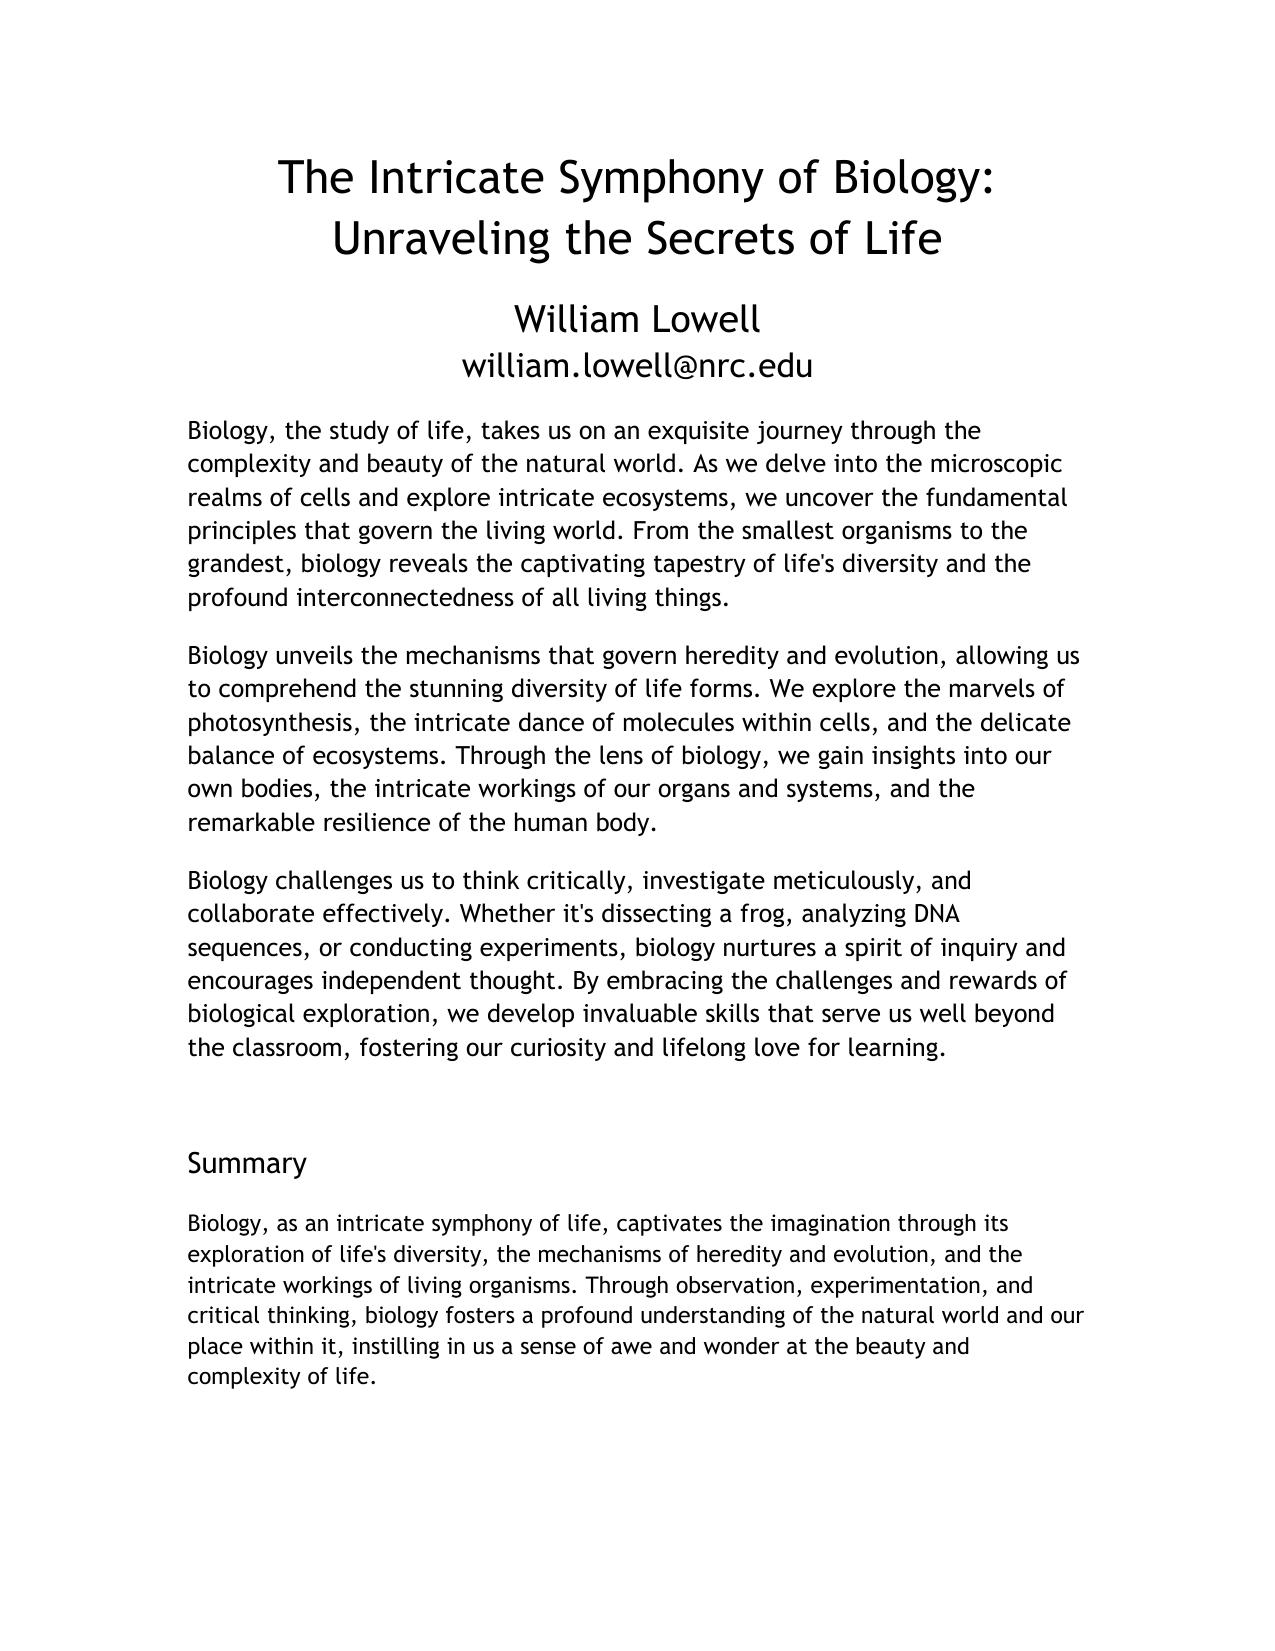 The Intricate Symphony of Biology:
Unraveling the Secrets of Life
William Lowell
william.lowell@nrc.edu
Biology, the study of life, takes us on an exquisite journey through the
complexity and beauty of the natural world. As we delve into the microscopic
realms of cells and explore intricate ecosystems, we uncover the fundamental
principles that govern the living world. From the smallest organisms to the
grandest, biology reveals the captivating tapestry of life's diversity and the
profound interconnectedness of all living things.
Biology unveils the mechanisms that govern heredity and evolution, allowing us
to comprehend the stunning diversity of life forms. We explore the marvels of
photosynthesis, the intricate dance of molecules within cells, and the delicate
balance of ecosystems. Through the lens of biology, we gain insights into our
own bodies, the intricate workings of our organs and systems, and the
remarkable resilience of the human body.
Biology challenges us to think critically, investigate meticulously, and
collaborate effectively. Whether it's dissecting a frog, analyzing DNA
sequences, or conducting experiments, biology nurtures a spirit of inquiry and
encourages independent thought. By embracing the challenges and rewards of
biological exploration, we develop invaluable skills that serve us well beyond
the classroom, fostering our curiosity and lifelong love for learning.
Summary
Biology, as an intricate symphony of life, captivates the imagination through its
exploration of life's diversity, the mechanisms of heredity and evolution, and the
intricate workings of living organisms. Through observation, experimentation, and
critical thinking, biology fosters a profound understanding of the natural world and our
place within it, instilling in us a sense of awe and wonder at the beauty and
complexity of life.